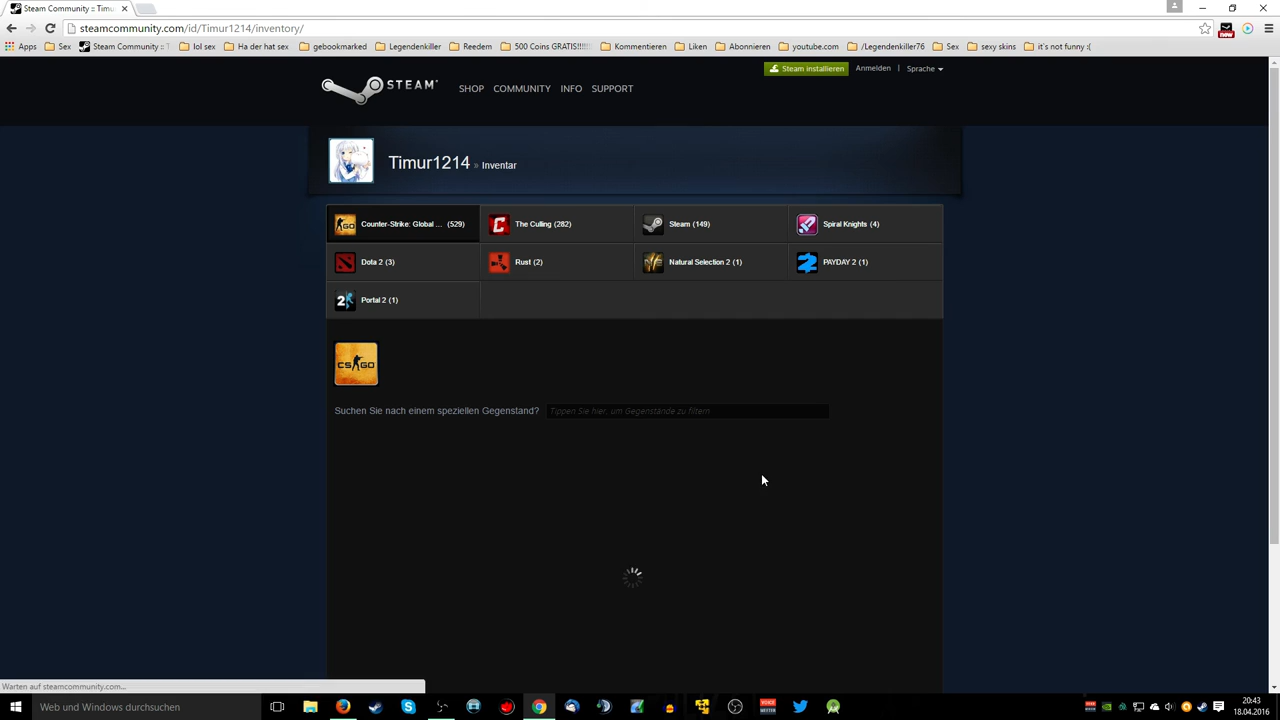 Steam Community :: Timu
steamcommunity.com/id/Timur1214/inventory/
new
Apps Sex Steam Community :: T lol sex Ha der hat sex gebookmarked Legendenkiller Reedem 500 Coins GRATIS!!!!! Kommentieren Liken Abonnieren youtube.com /Legendenkiller76 Sex sexy skins it´s not funny :(
Steam installieren Anmelden | Sprache
STEAM
SHOP COMMUNITY INFO SUPPORT
Timur1214 » Inventar
Counter-Strike: Global ... (529) The Culling (282) Steam (149) Spiral Knights (4)
Dota 2 (3) Rust (2) Natural Selection 2 (1) PAYDAY 2 (1)
Portal 2 (1)
CS GO
Suchen Sie nach einem speziellen Gegenstand? Tippen Sie hier, um Gegenstände zu filtern
Warten auf steamcommunity.com...
Web und Windows durchsuchen
20:43
18.04.2016